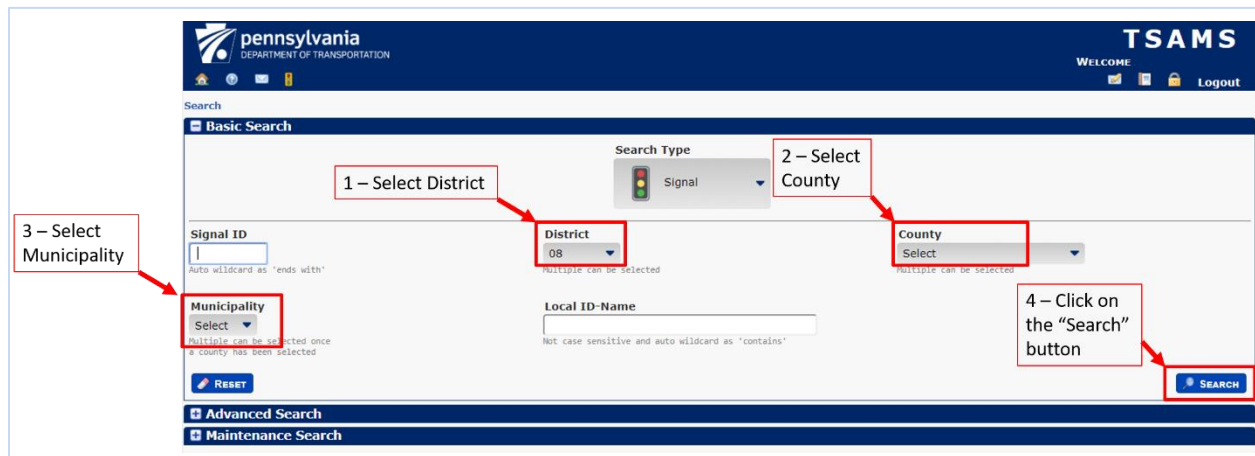 pennsylvania
DEPARTMENT OF TRANSPORTATION
TSAMS
WELCOME
Logout
Search
Basic Search
Search Type
Signal
1 – Select District
2 – Select
County
3 – Select
Municipality
Signal ID
Auto wildcard as 'ends with'
District
08
Multiple can be selected
County
Select
Multiple can be selected
Municipality
Select
Multiple can be selected once
a county has been selected
Local ID-Name
Not case sensitive and auto wildcard as 'contains'
4 – Click on
the “Search”
button
RESET
SEARCH
Advanced Search
Maintenance Search